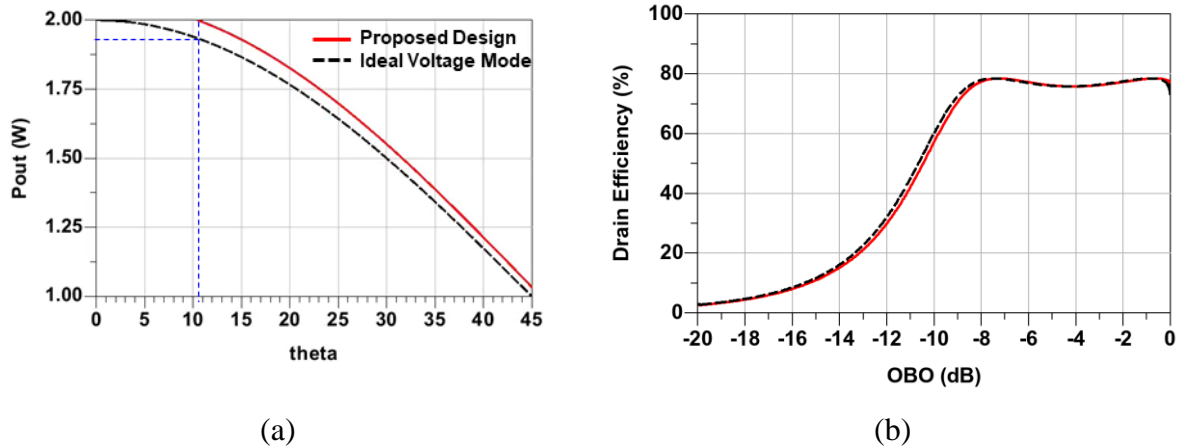 Pout (W)
2.00
1.75
1.50
1.25
1.00
Proposed Design
Ideal Voltage Mode
0 5 10 15 20 25 30 35 40 45
theta
(a)
Drain Efficiency (%)
100
80
60
40
20
0
-20 -18 -16 -14 -12 -10 -8 -6 -4 -2 0
OBO (dB)
(b)